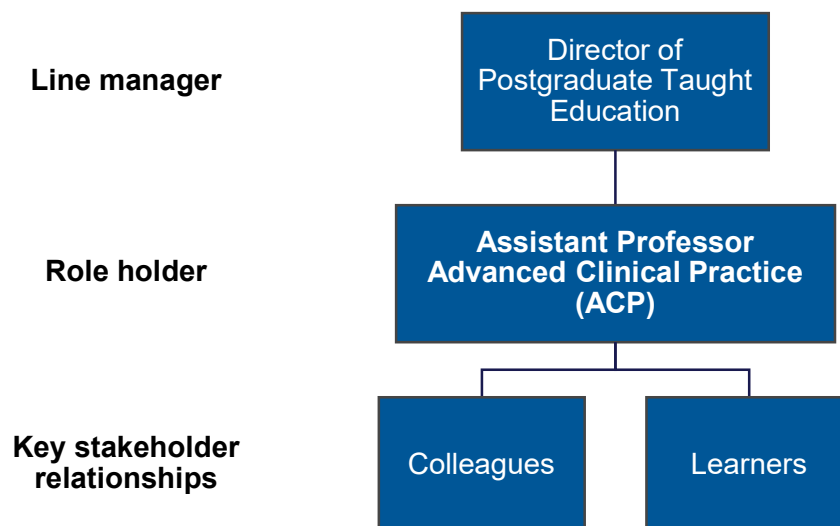 Line manager
Director of
Postgraduate Taught
Education
Role holder
Assistant Professor
Advanced Clinical Practice
(ACP)
Key stakeholder
relationships
Colleagues
Learners